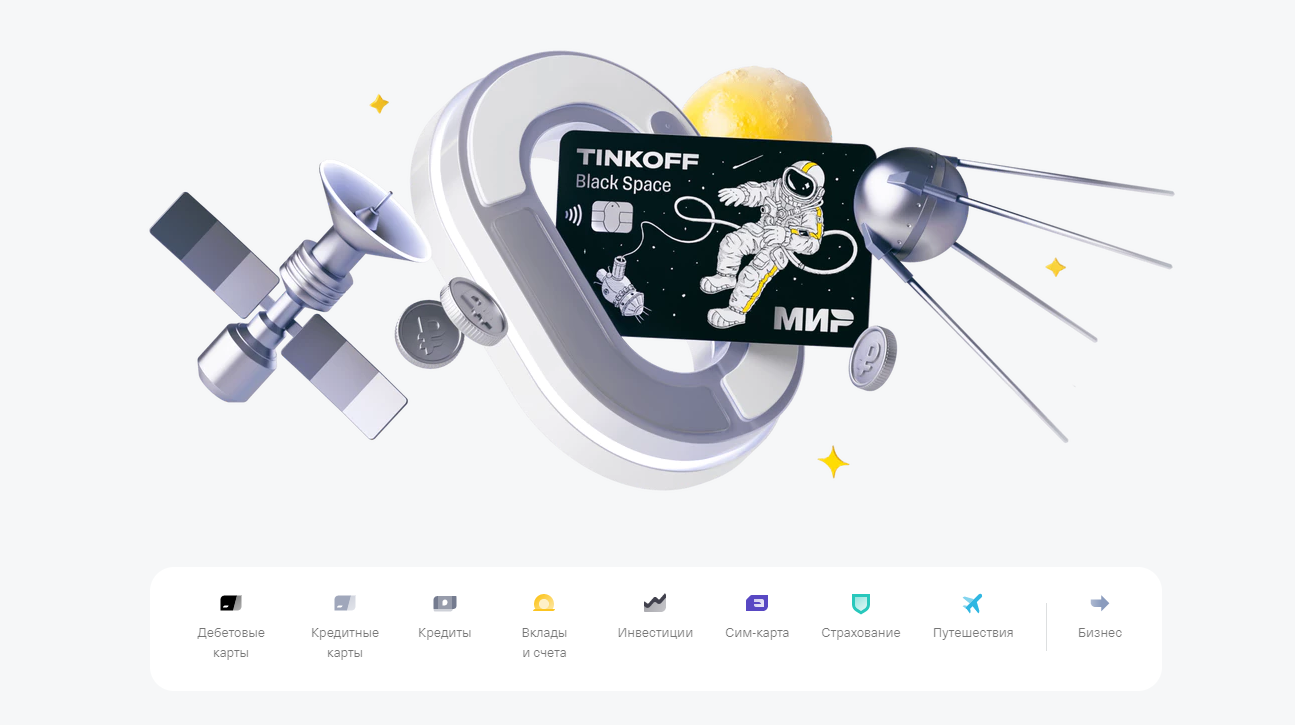 TINKOFF
Black Space
МИР
Дебетовые
карты
Кредитные
карты
Кредиты
Вклады
и счета
Инвестиции
Сим-карта
Страхование
Путешествия
Бизнес